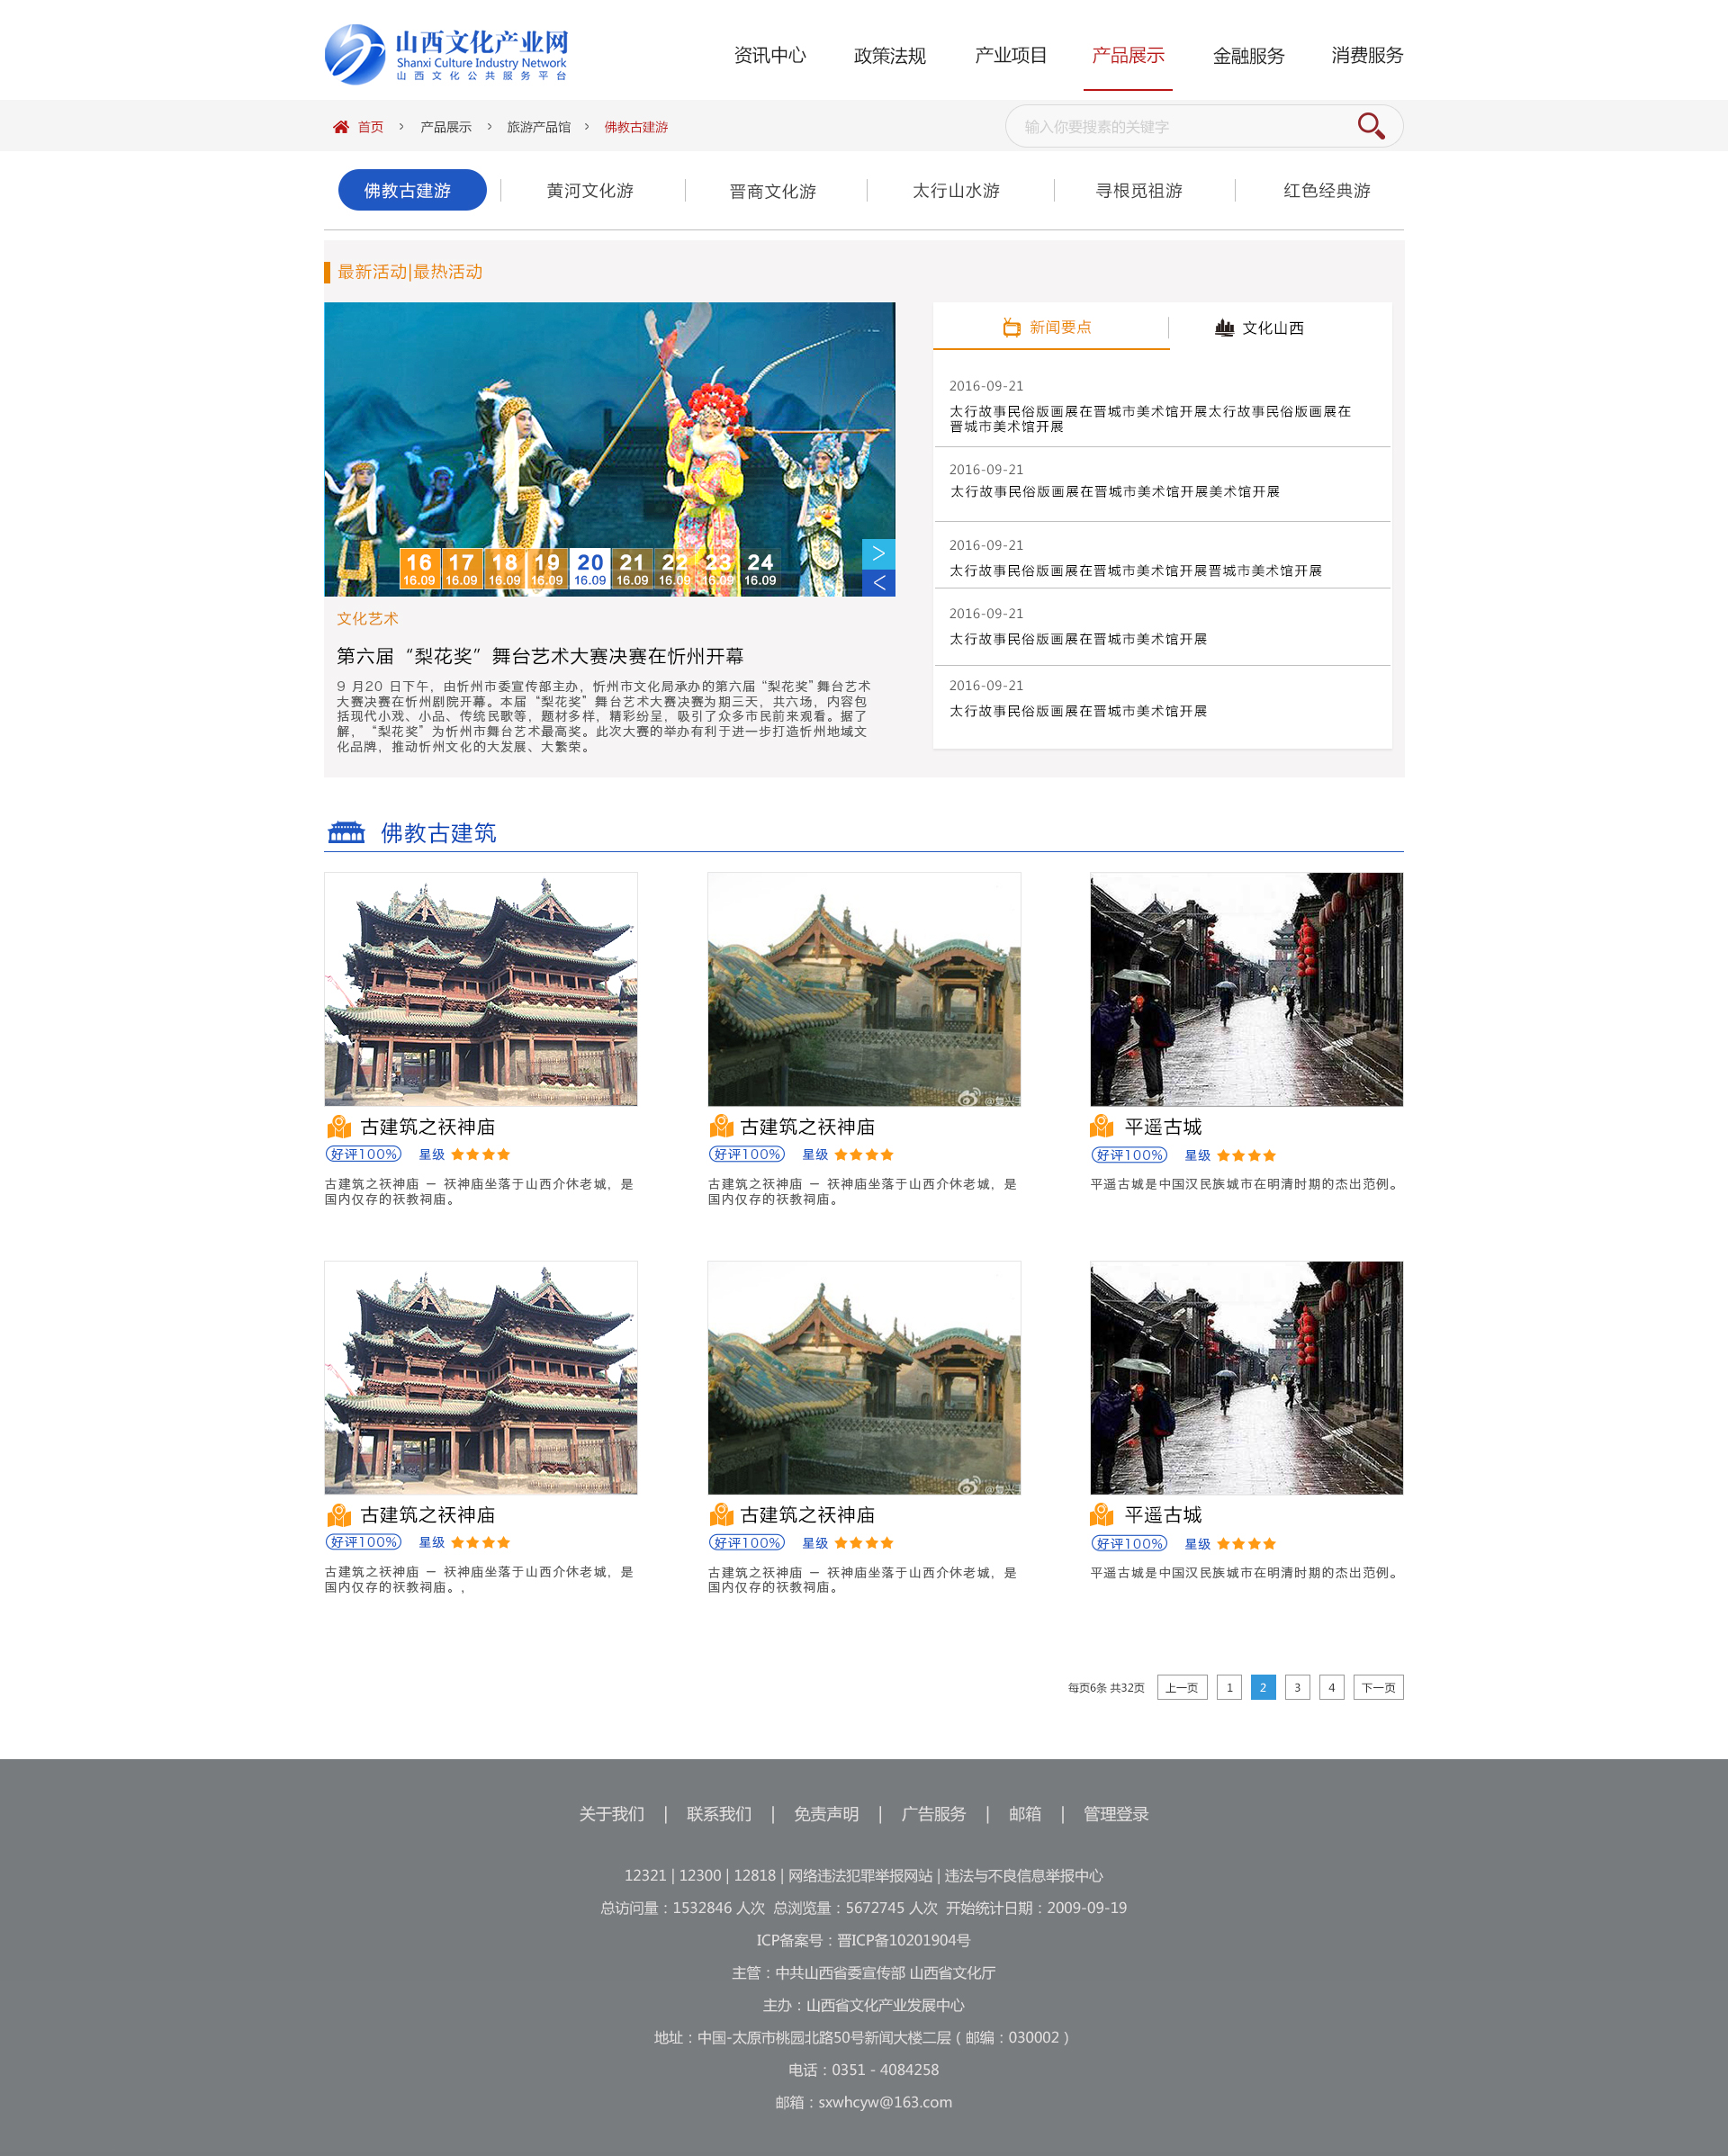 山西文化产业网
Shanxi Culture Industry Network
山西文化公共服务平台
资讯中心 政策法规 产业项目 产品展示 金融服务 消费服务
首页 › 产品展示 › 旅游产品馆 › 佛教古建游
输入你要搜素的关键字
佛教古建游 黄河文化游 晋商文化游 太行山水游 寻根觅祖游 红色经典游
最新活动|最热活动
16 17 18 19 20 21 22 23 24
16.09 16.09 16.09 16.09 16.09 16.09 16.09 16.09 16.09
>
<
文化艺术
第六届“梨花奖”舞台艺术大赛决赛在忻州开幕
9 月20 日下午，由忻州市委宣传部主办，忻州市文化局承办的第六届“梨花奖”舞台艺术
大赛决赛在忻州剧院开幕。本届“梨花奖”舞台艺术大赛决赛为期三天，共六场，内容包
括现代小戏、小品、传统民歌等，题材多样，精彩纷呈，吸引了众多市民前来观看。据了
解，“梨花奖”为忻州市舞台艺术最高奖。此次大赛的举办有利于进一步打造忻州地域文
化品牌，推动忻州文化的大发展、大繁荣。
新闻要点 文化山西
2016-09-21
太行故事民俗版画展在晋城市美术馆开展太行故事民俗版画展在
晋城市美术馆开展
2016-09-21
太行故事民俗版画展在晋城市美术馆开展美术馆开展
2016-09-21
太行故事民俗版画展在晋城市美术馆开展晋城市美术馆开展
2016-09-21
太行故事民俗版画展在晋城市美术馆开展
2016-09-21
太行故事民俗版画展在晋城市美术馆开展
佛教古建筑
古建筑之祆神庙
好评100% 星级
古建筑之祆神庙 — 祆神庙坐落于山西介休老城，是
国内仅存的祆教祠庙。
古建筑之祆神庙
好评100% 星级
古建筑之祆神庙 — 祆神庙坐落于山西介休老城，是
国内仅存的祆教祠庙。
平遥古城
好评100% 星级
平遥古城是中国汉民族城市在明清时期的杰出范例。
古建筑之祆神庙
好评100% 星级
古建筑之祆神庙 — 祆神庙坐落于山西介休老城，是
国内仅存的祆教祠庙。，
古建筑之祆神庙
好评100% 星级
古建筑之祆神庙 — 祆神庙坐落于山西介休老城，是
国内仅存的祆教祠庙。
平遥古城
好评100% 星级
平遥古城是中国汉民族城市在明清时期的杰出范例。
每页6条 共32页 上一页 1 2 3 4 下一页
关于我们 | 联系我们 | 免责声明 | 广告服务 | 邮箱 | 管理登录
12321 | 12300 | 12818 | 网络违法犯罪举报网站 | 违法与不良信息举报中心
总访问量：1532846 人次 总浏览量：5672745 人次 开始统计日期：2009-09-19
ICP备案号：晋ICP备10201904号
主管：中共山西省委宣传部 山西省文化厅
主办：山西省文化产业发展中心
地址：中国-太原市桃园北路50号新闻大楼二层（邮编：030002）
电话：0351 - 4084258
邮箱：sxwhcyw@163.com